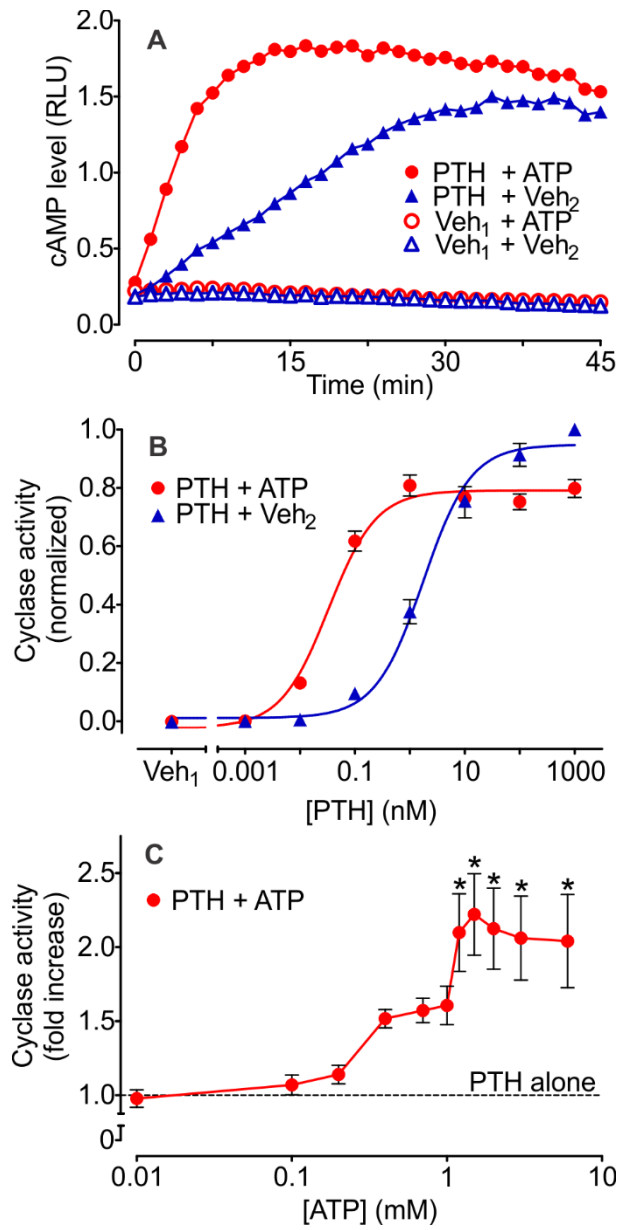 A
2.0
1.5
1.0
0.5
0.0
cAMP level (RLU)
PTH + ATP
PTH + Veh2
Veh1 + ATP
Veh1 + Veh2
0 15 30 45
Time (min)
B
1.0
0.8
0.6
0.4
0.2
0.0
Cyclase activity
(normalized)
PTH + ATP
PTH + Veh2
Veh1 0.001 0.1 10 1000
[PTH] (nM)
C
2.5
2.0
1.5
1.0
0
Cyclase activity
(fold increase)
PTH + ATP
* * * * *
PTH alone
0.01 0.1 1 10
[ATP] (mM)